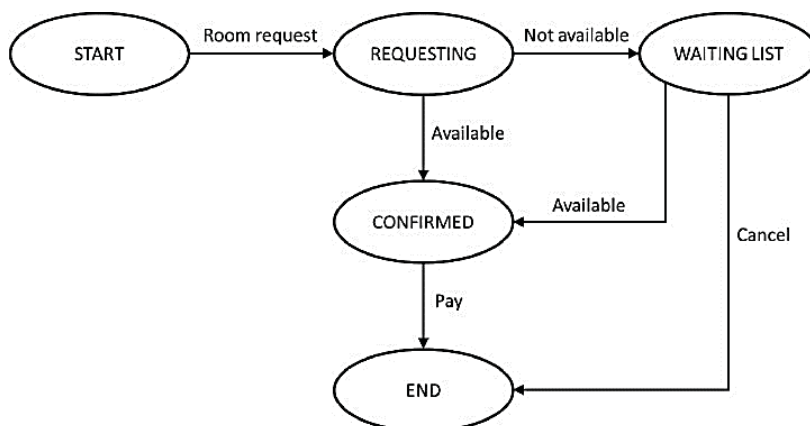 START
Room request
REQUESTING
Not available
WAITING LIST
Available
CONFIRMED
Available
Cancel
Pay
END